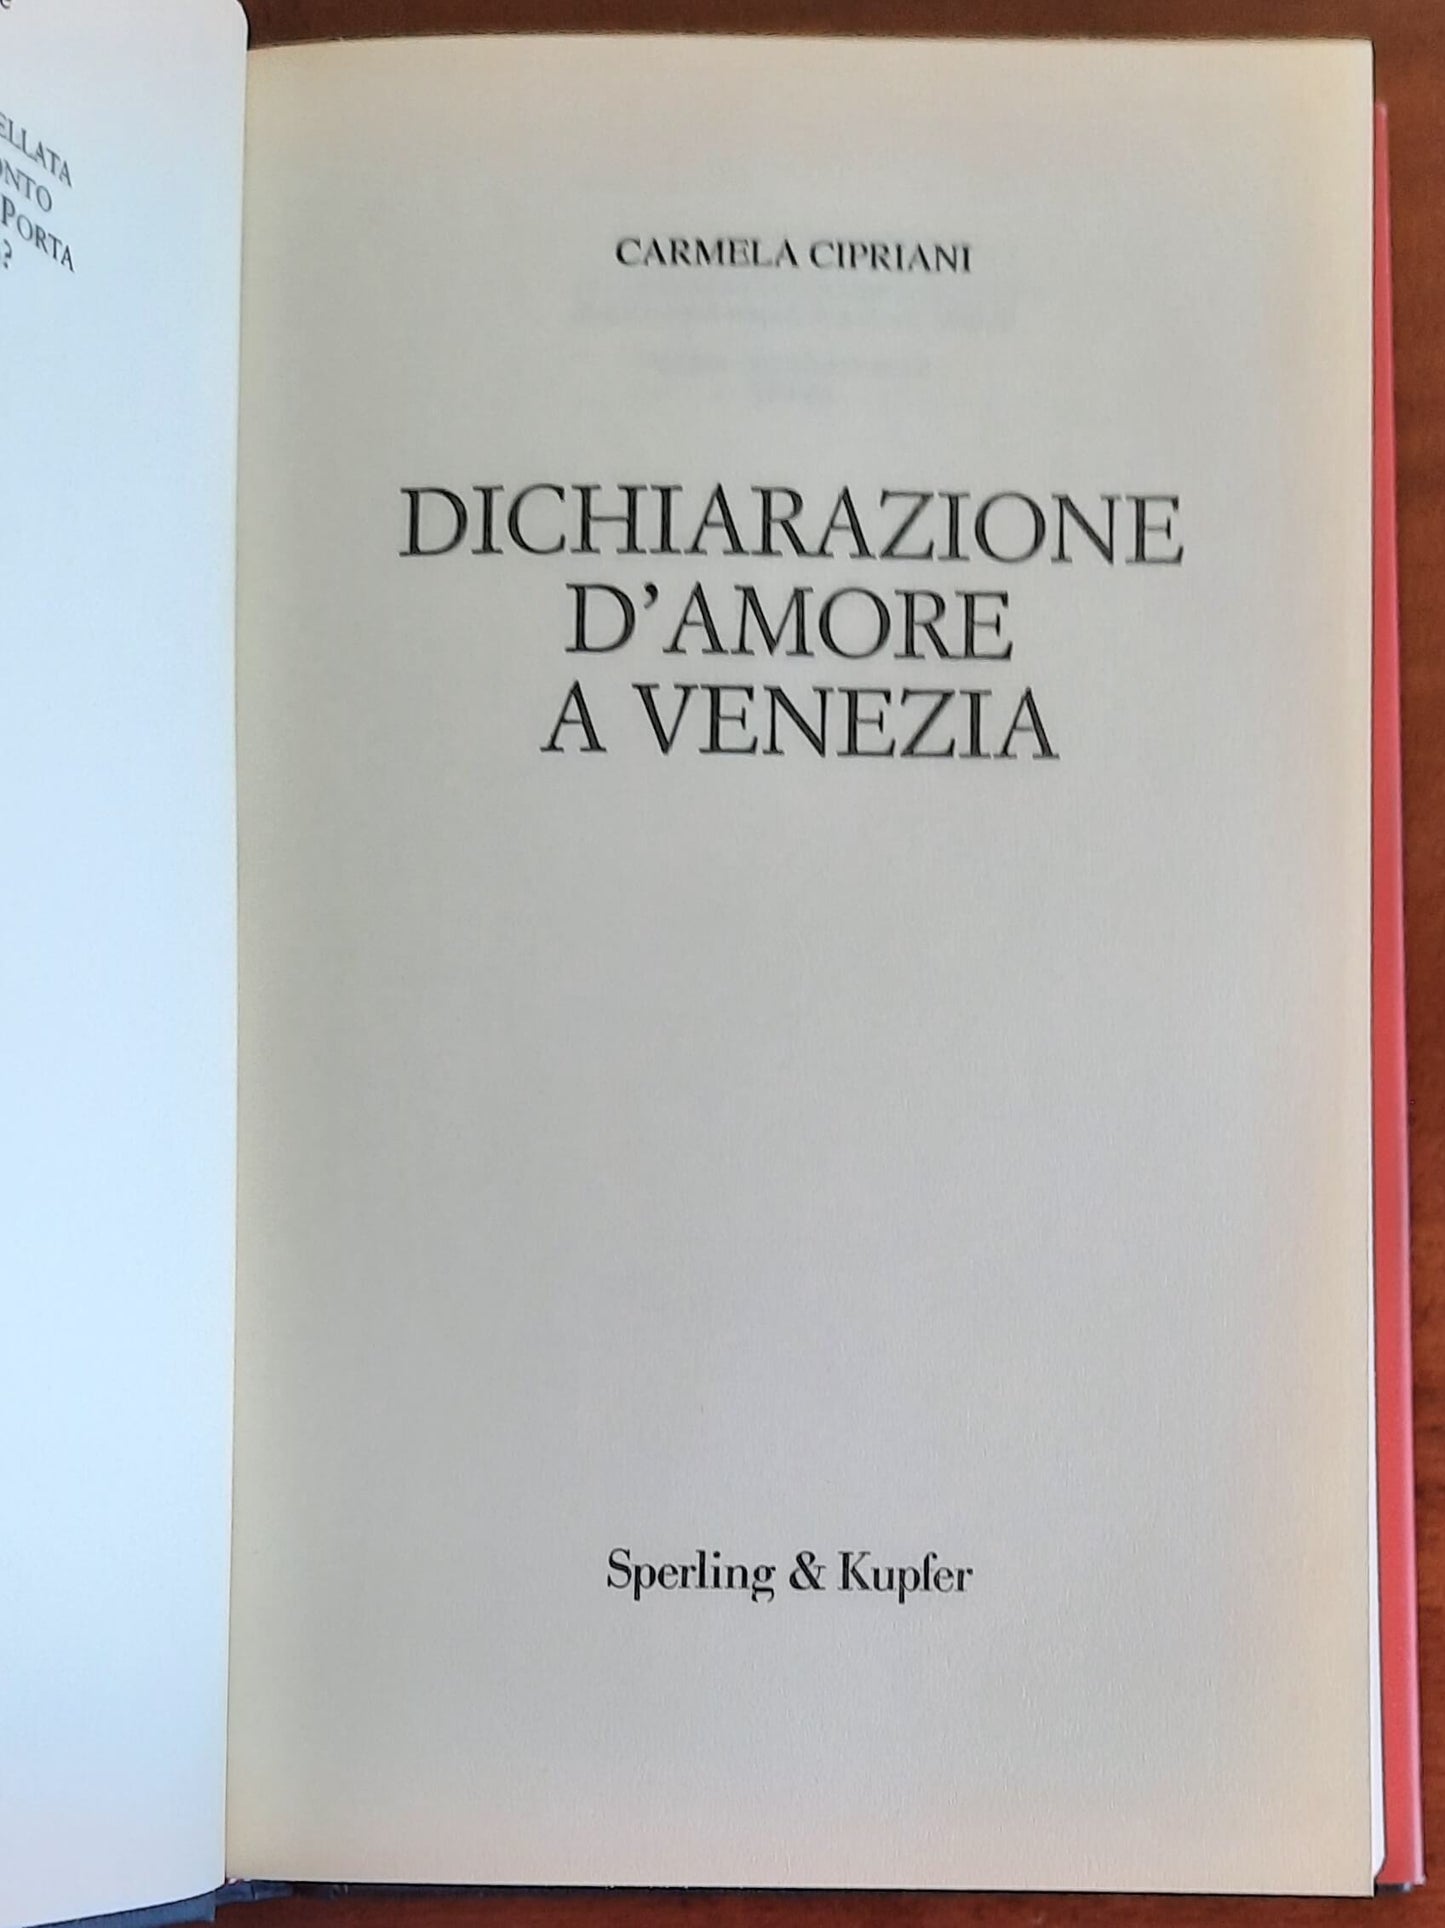 ELLATA
ONTO
PORTA
?
CARMELA CIPRIANI
DICHIARAZIONE
D'AMORE
A VENEZIA
Sperling & Kupfer